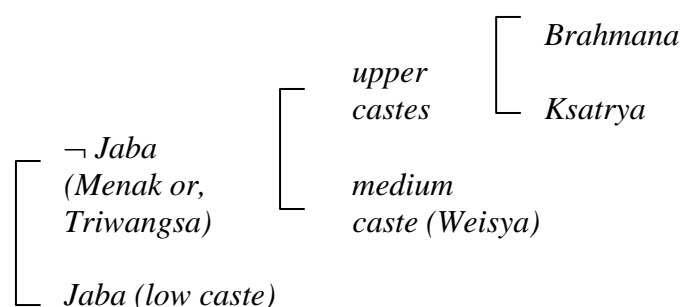 Brahmana
upper
castes
Ksatrya
¬ Jaba
(Menak or,
Triwangsa)
medium
caste (Weisya)
Jaba (low caste)